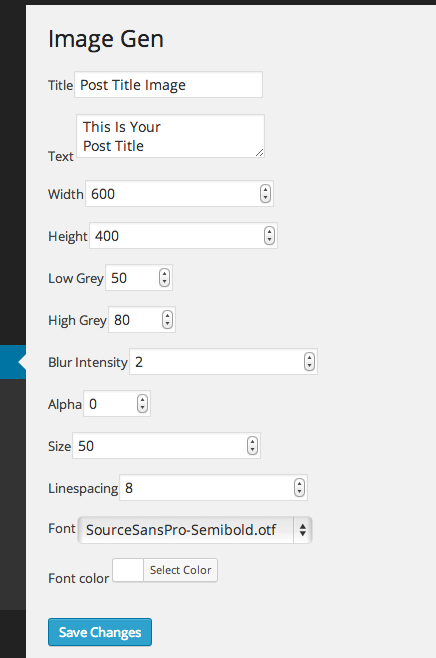 Image Gen
Title Post Title Image
This Is Your
Post Title
Text
Width 600
Height 400
Low Grey 50
High Grey 80
Blur Intensity 2
Alpha 0
Size 50
Linespacing 8
Font SourceSansPro-Semibold.otf
Font color Select Color
Save Changes